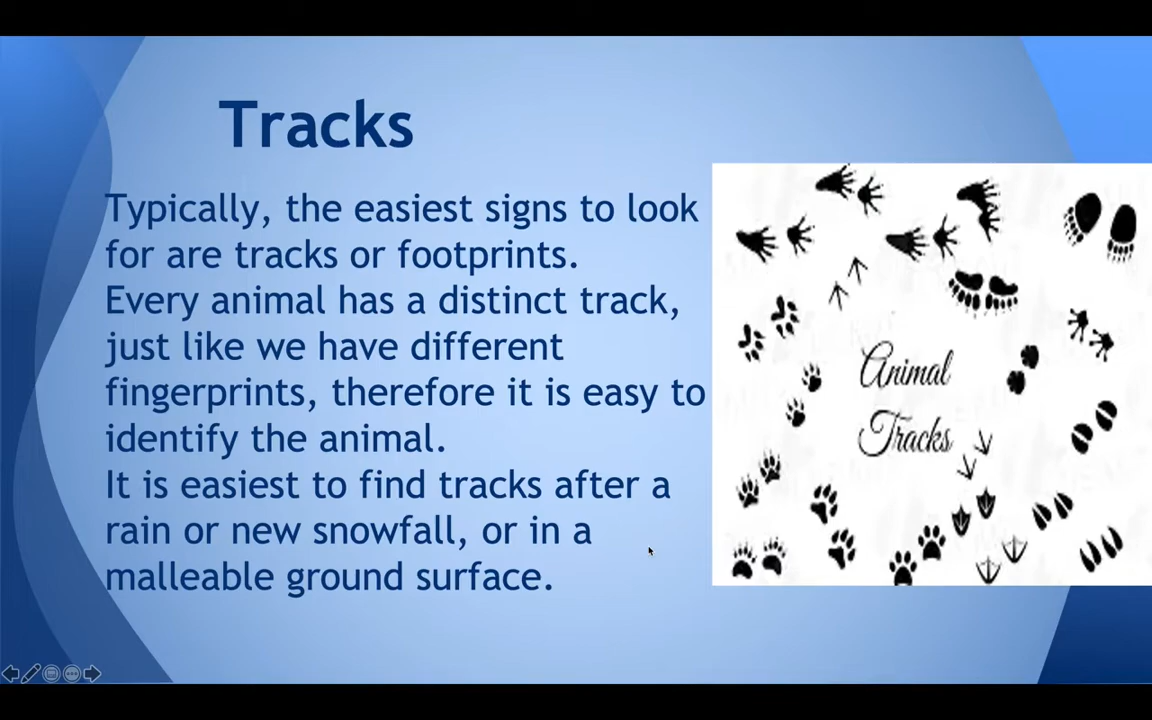 Tracks
Typically, the easiest signs to look
for are tracks or footprints.
Every animal has a distinct track,
just like we have different
fingerprints, therefore it is easy to
identify the animal.
It is easiest to find tracks after a
rain or new snowfall, or in a
malleable ground surface.
Animal
Tracks